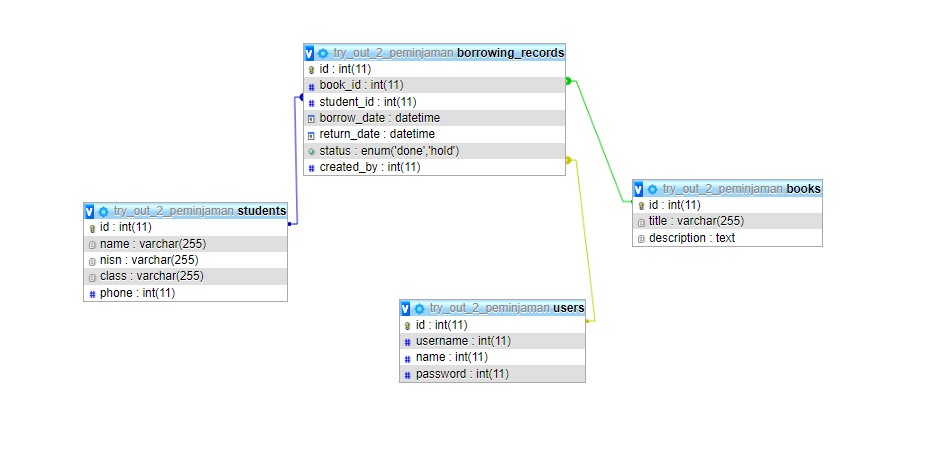 try_out_2_peminjaman borrowing_records
id : int(11)
book_id : int(11)
student_id : int(11)
borrow_date : datetime
return_date : datetime
status : enum('done','hold')
created_by : int(11)
try_out_2_peminjaman students
id : int(11)
name : varchar(255)
nisn : varchar(255)
class : varchar(255)
phone : int(11)
try_out_2_peminjaman books
id : int(11)
title : varchar(255)
description : text
try_out_2_peminjaman users
id : int(11)
username : int(11)
name : int(11)
password : int(11)